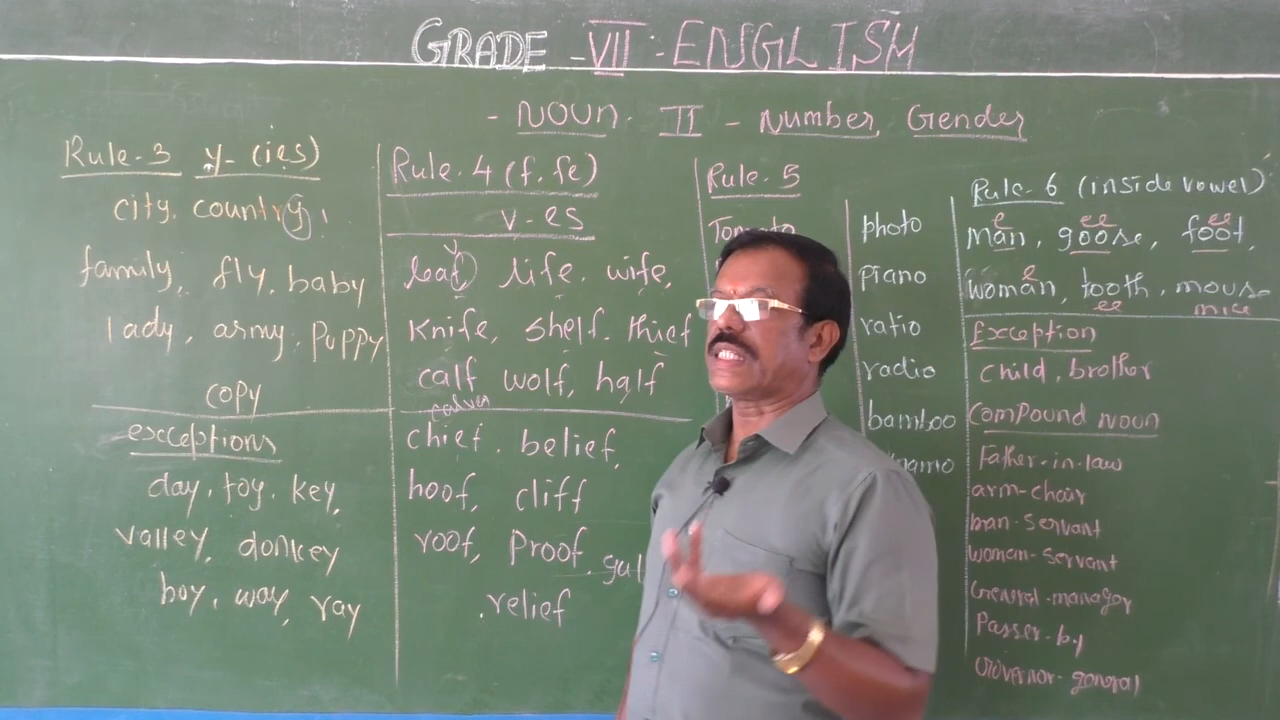 GRADE - VII - ENSGLISH
- NOUN. II - Number, Gender
Rule-3 y- (ies)
city, country,
family, fly, baby
lady, army, puppy
copy
exceptions
day, toy, key,
valley, donkey
boy, way, ray
Rule-4 (f, fe)
v-es
v
leaf, life, wife,
knife, shelf, thief
calf wolf, half
calves
chief, belief,
hoof, cliff
roof, proof,
relief
Rule. 5
photo
piano
ratio
radio
bamboo
Rule- 6 (inside vowel)
e ee ee
man, goose, foot,
e
woman, tooth, mouse
ee mice
Exception
child, brother
Compound noun
Father-in-law
arm-chair
man-servant
woman-servant
General-manager
Passer-by
Governor-general